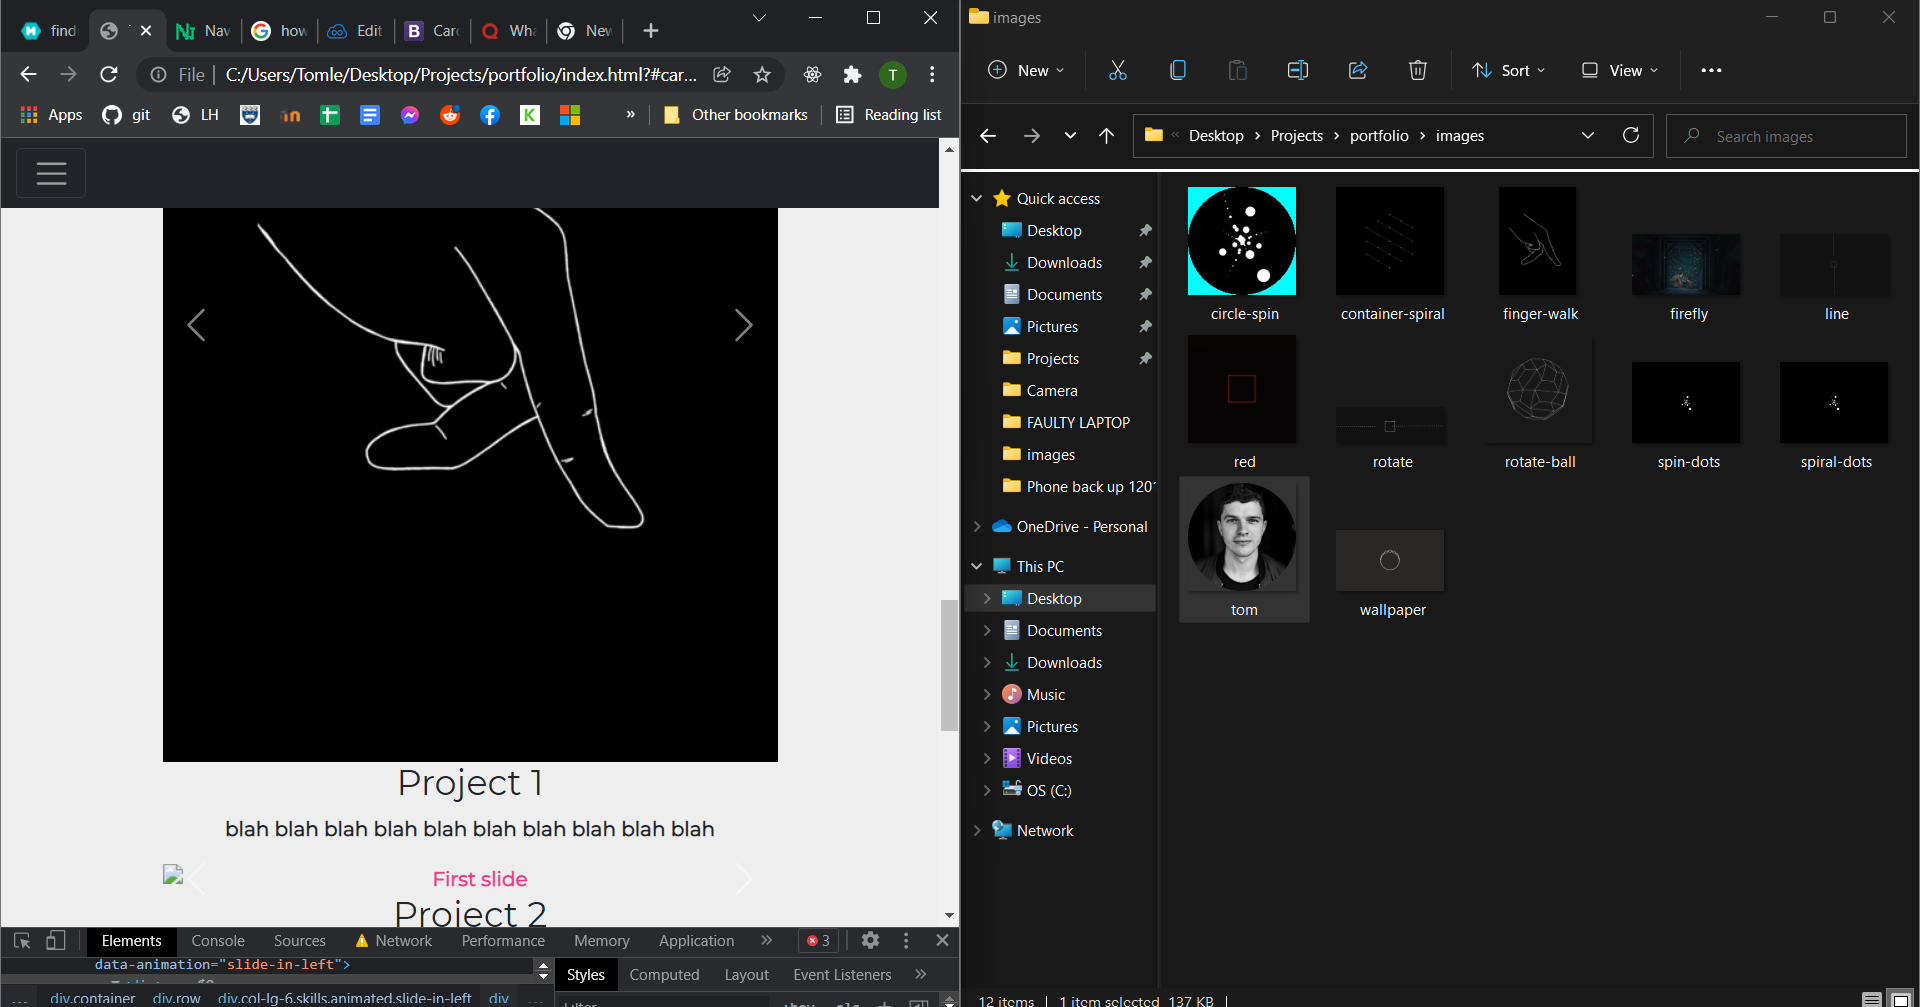 find
Nav
how
Edit
B Carc
Wha
New
File | C:/Users/Tomle/Desktop/Projects/portfolio/index.html?#car...
T
Apps
git
LH
»
Other bookmarks
Reading list
Project 1
blah blah blah blah blah blah blah blah blah blah
First slide
Project 2
Elements
Console
Sources
Network
Performance
Memory
Application
»
3
data-animation="slide-in-left">
Styles
Computed
Layout
Event Listeners
»
... div.container div.row div.col-lg-6.skills.animated.slide-in-left div ...
Filter
:hov .cls
images
New
Sort
View
« Desktop > Projects > portfolio > images
Search images
Quick access
Desktop
Downloads
Documents
Pictures
Projects
Camera
FAULTY LAPTOP
images
Phone back up 120
OneDrive - Personal
This PC
Desktop
Documents
Downloads
Music
Pictures
Videos
OS (C:)
Network
circle-spin
container-spiral
finger-walk
firefly
line
red
rotate
rotate-ball
spin-dots
spiral-dots
tom
wallpaper
12 items | 1 item selected 137 KB |